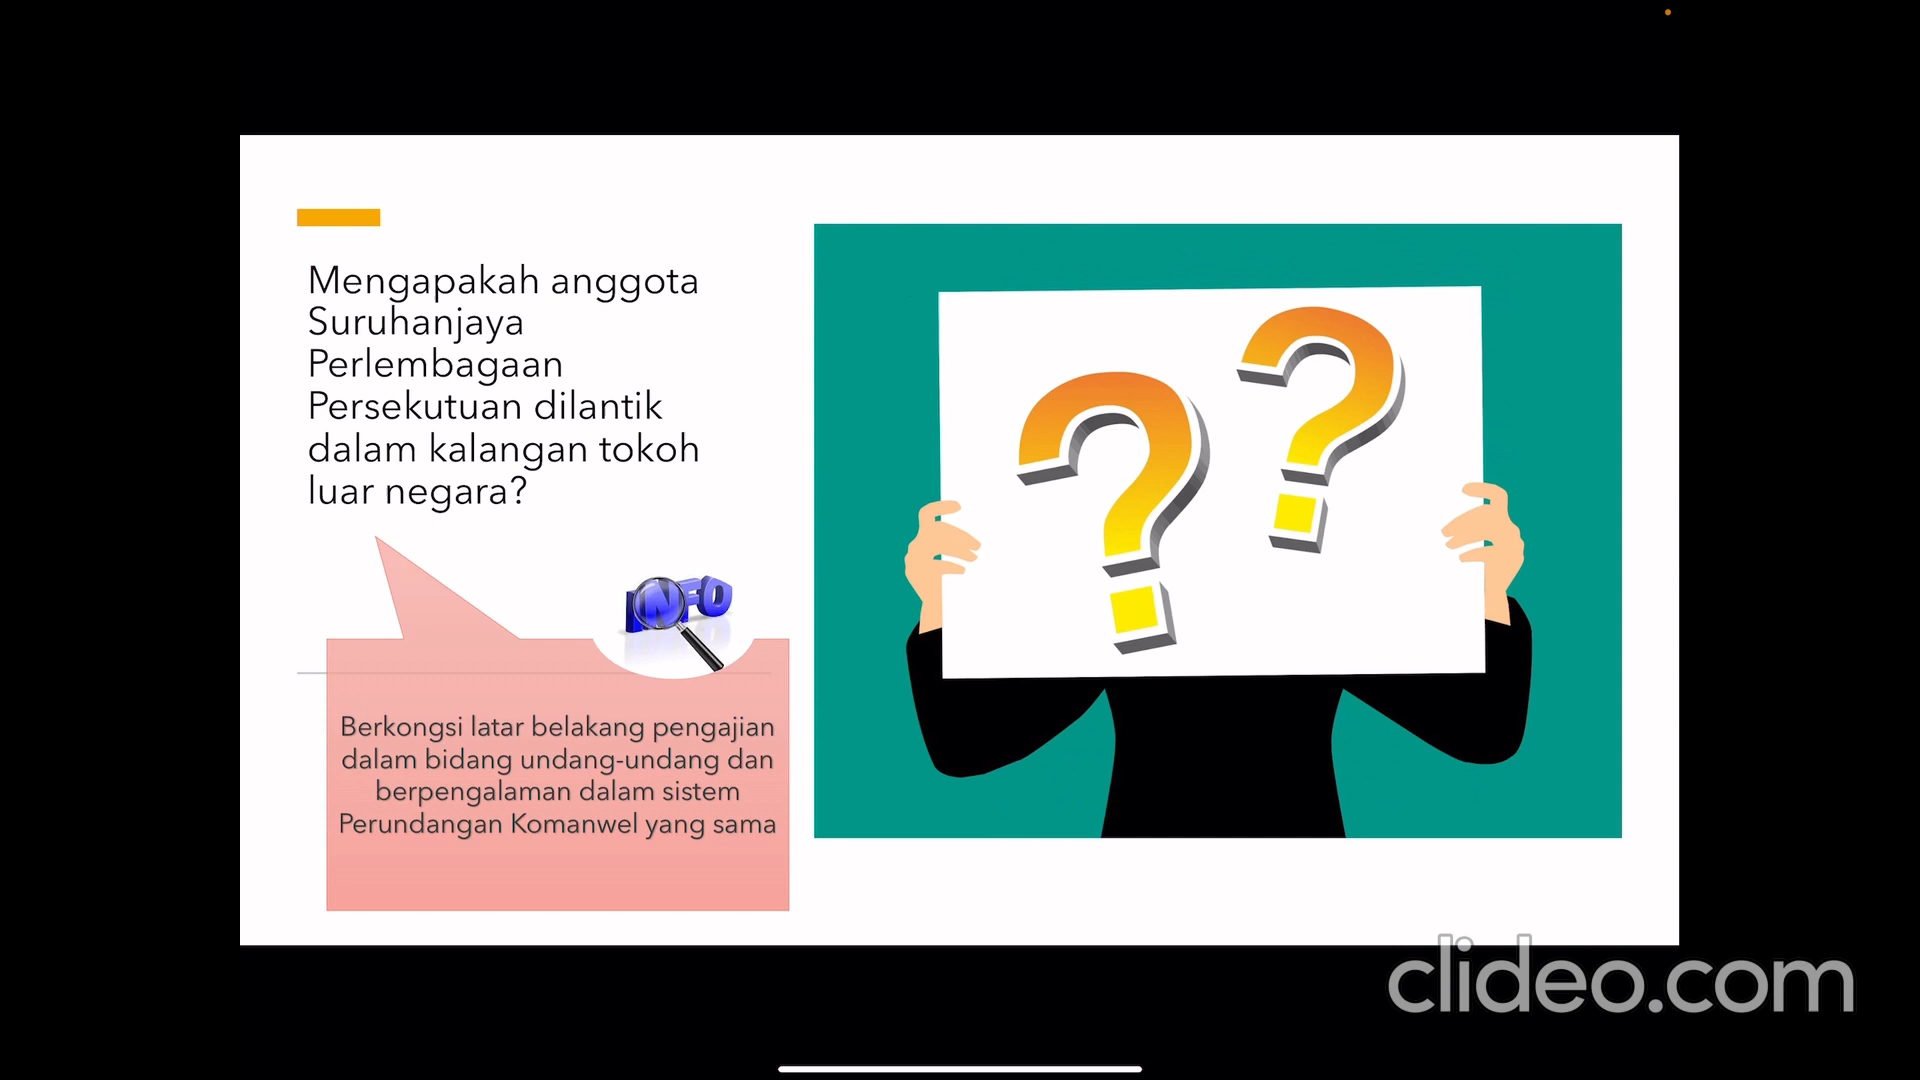 Mengapakah anggota
Suruhanjaya
Perlembagaan
Persekutuan dilantik
dalam kalangan tokoh
luar negara?
INFO
Berkongsi latar belakang pengajian
dalam bidang undang-undang dan
berpengalaman dalam sistem
Perundangan Komanwel yang sama
? ?
clideo.com